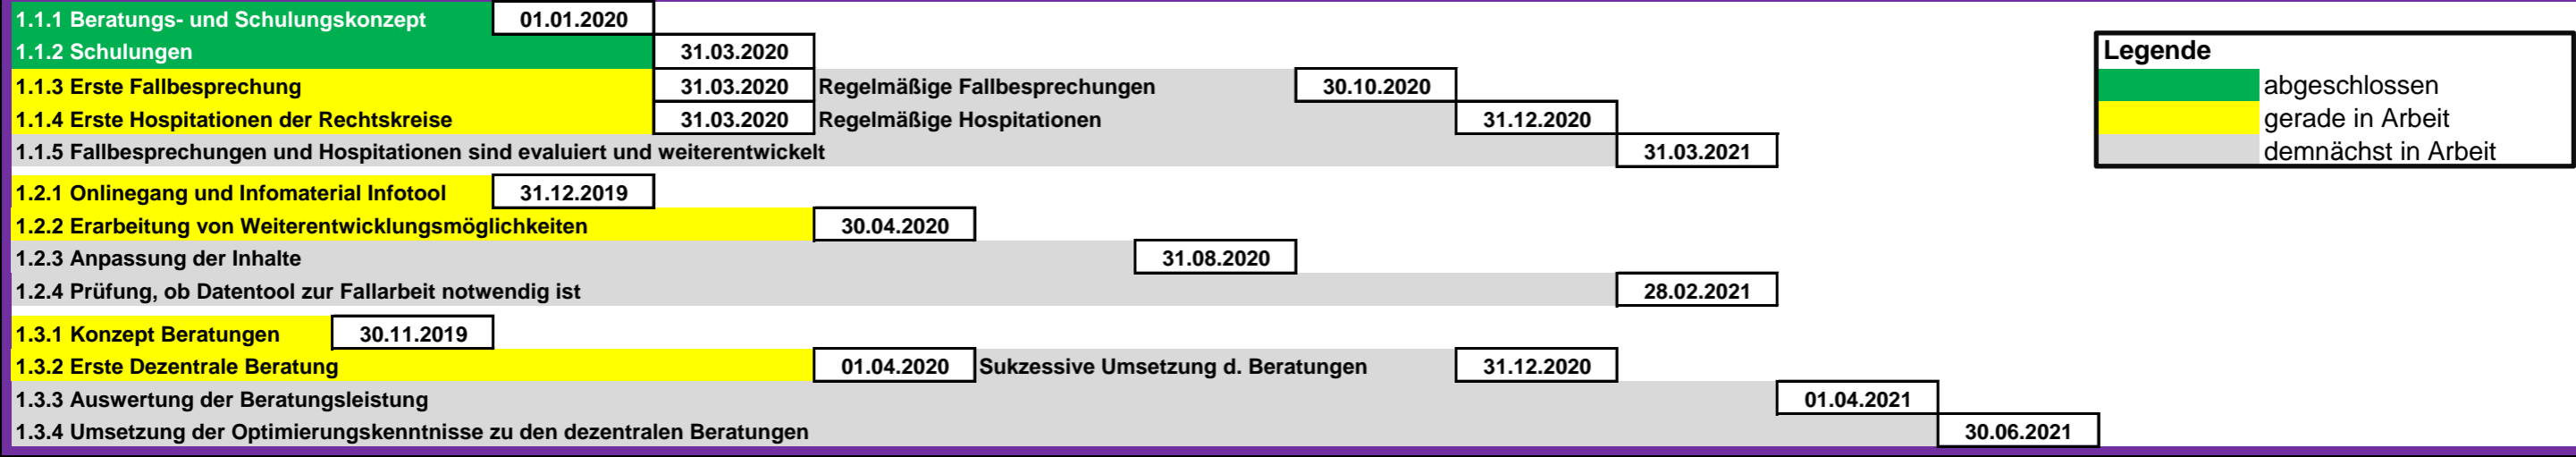 1.1.1 Beratungs- und Schulungskonzept 01.01.2020
1.1.2 Schulungen 31.03.2020
1.1.3 Erste Fallbesprechung 31.03.2020 Regelmäßige Fallbesprechungen 30.10.2020
1.1.4 Erste Hospitationen der Rechtskreise 31.03.2020 Regelmäßige Hospitationen 31.12.2020
1.1.5 Fallbesprechungen und Hospitationen sind evaluiert und weiterentwickelt 31.03.2021
1.2.1 Onlinegang und Infomaterial Infotool 31.12.2019
1.2.2 Erarbeitung von Weiterentwicklungsmöglichkeiten 30.04.2020
1.2.3 Anpassung der Inhalte 31.08.2020
1.2.4 Prüfung, ob Datentool zur Fallarbeit notwendig ist 28.02.2021
1.3.1 Konzept Beratungen 30.11.2019
1.3.2 Erste Dezentrale Beratung 01.04.2020 Sukzessive Umsetzung d. Beratungen 31.12.2020
1.3.3 Auswertung der Beratungsleistung 01.04.2021
1.3.4 Umsetzung der Optimierungskenntnisse zu den dezentralen Beratungen 30.06.2021
Legende
abgeschlossen
gerade in Arbeit
demnächst in Arbeit